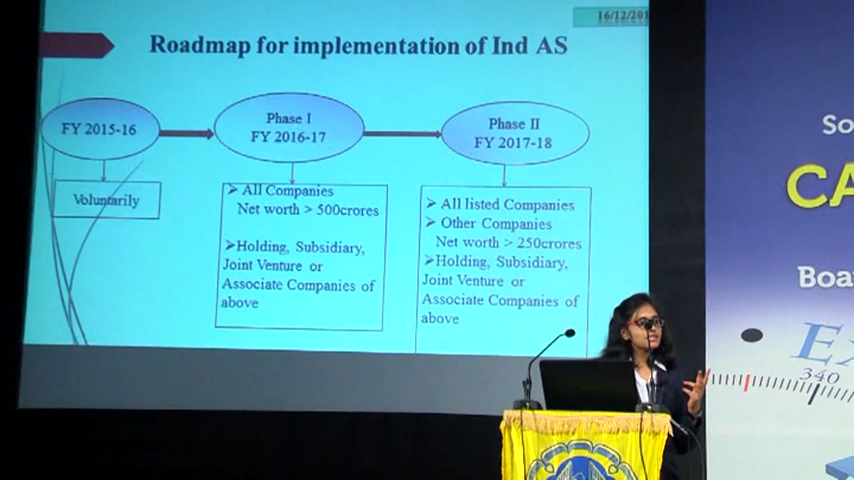 16/12/201
Roadmap for implementation of Ind AS
FY 2015-16
Voluntarily
Phase I
FY 2016-17
➢ All Companies
Net worth > 500crores
➢Holding, Subsidiary,
Joint Venture or
Associate Companies of
above
Phase II
FY 2017-18
➢ All listed Companies
➢ Other Companies
Net worth > 250crores
➢Holding, Subsidiary,
Joint Venture or
Associate Companies of
above
So
CA
Boa
Ex
340